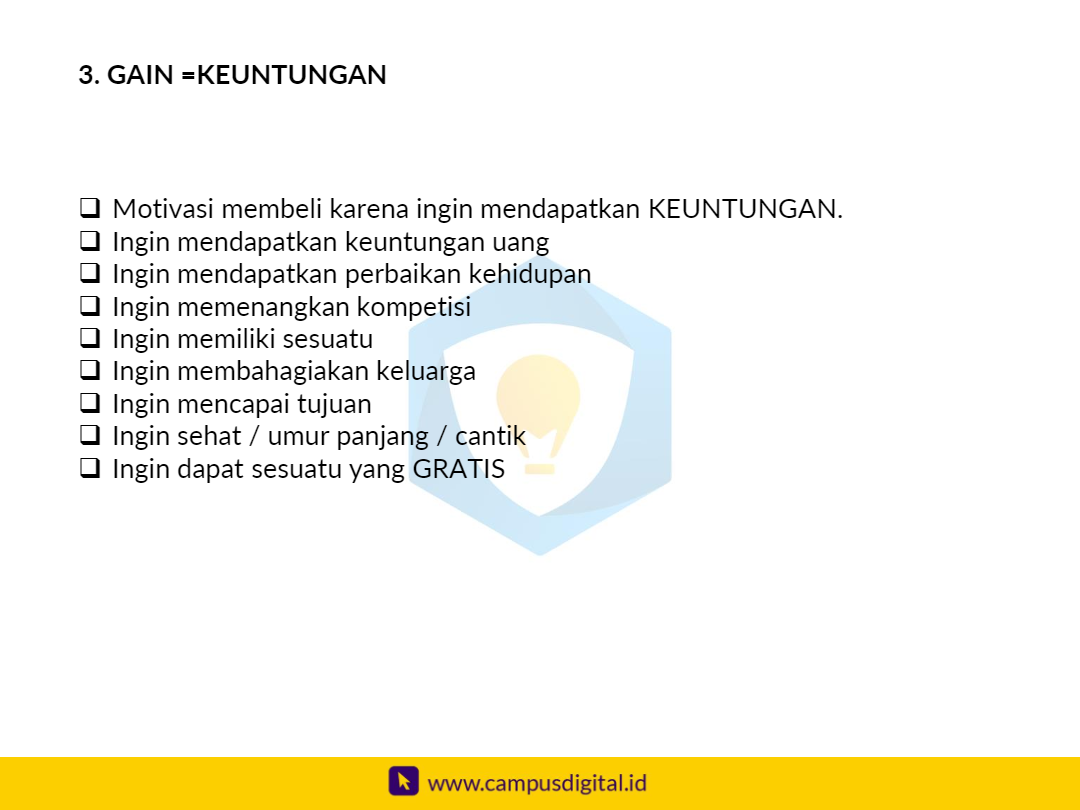 3. GAIN =KEUNTUNGAN
❑ Motivasi membeli karena ingin mendapatkan KEUNTUNGAN.
❑ Ingin mendapatkan keuntungan uang
❑ Ingin mendapatkan perbaikan kehidupan
❑ Ingin memenangkan kompetisi
❑ Ingin memiliki sesuatu
❑ Ingin membahagiakan keluarga
❑ Ingin mencapai tujuan
❑ Ingin sehat / umur panjang / cantik
❑ Ingin dapat sesuatu yang GRATIS
www.campusdigital.id